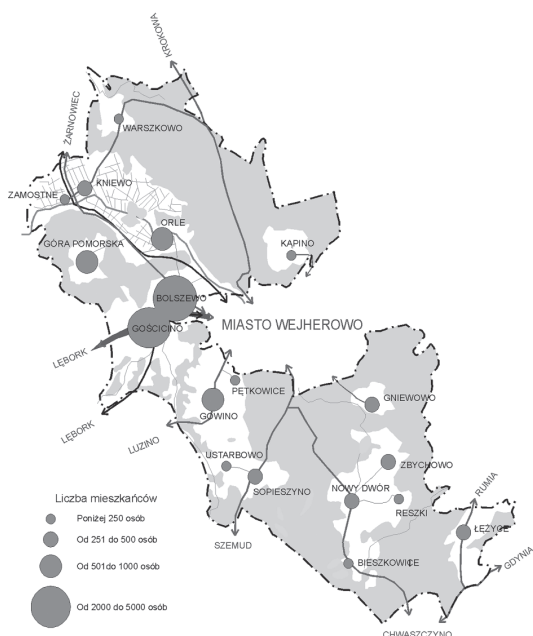 KROKOWA
ŻARNOWIEC
WARSZKOWO
KNIEWO
ZAMOSTNE
ORLE
GÓRA POMORSKA
KĄPINO
BOLSZEWO
GOŚCICINO
MIASTO WEJHEROWO
LĘBORK
PĘTKOWICE
GNIEWOWO
GOWINO
LĘBORK
LUZINO
USTARBOWO
ZBYCHOWO
SOPIESZYNO
NOWY DWÓR
RUMIA
RESZKI
ŁĘŻYCE
SZEMUD
GDYNIA
BIESZKOWICE
CHWASZCZYNO
Liczba mieszkańców
Poniżej 250 osób
Od 251 do 500 osób
Od 501do 1000 osób
Od 2000 do 5000 osób